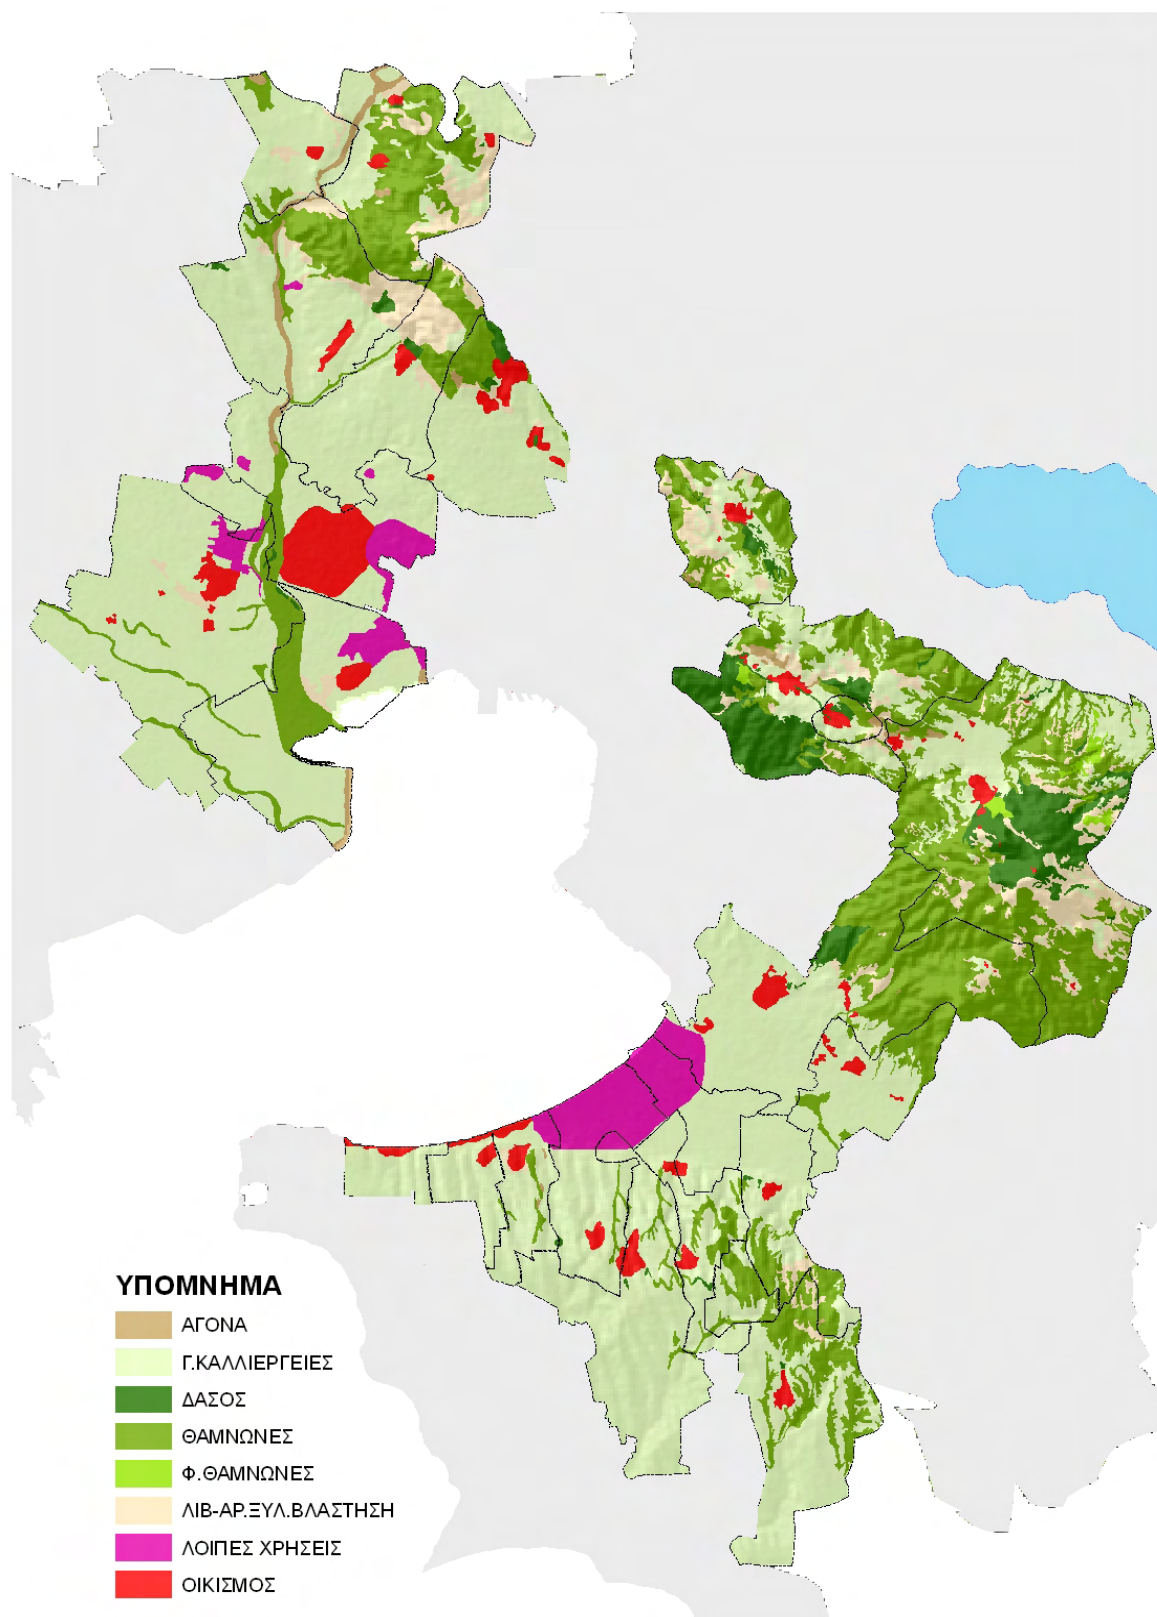 ΥΠΟΜΝΗΜΑ
ΑΓΟΝΑ
Γ.ΚΑΛΛΙΕΡΓΕΙΕΣ
ΔΑΣΟΣ
ΘΑΜΝΩΝΕΣ
Φ.ΘΑΜΝΩΝΕΣ
ΛΙΒ-ΑΡ.ΞΥΛ.ΒΛΑΣΤΗΣΗ
ΛΟΙΠΕΣ ΧΡΗΣΕΙΣ
ΟΙΚΙΣΜΟΣ